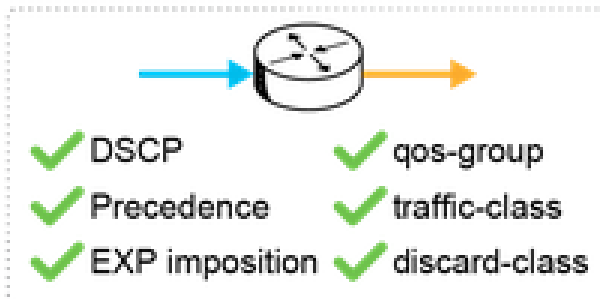 DSCP
Precedence
EXP imposition
qos-group
traffic-class
discard-class